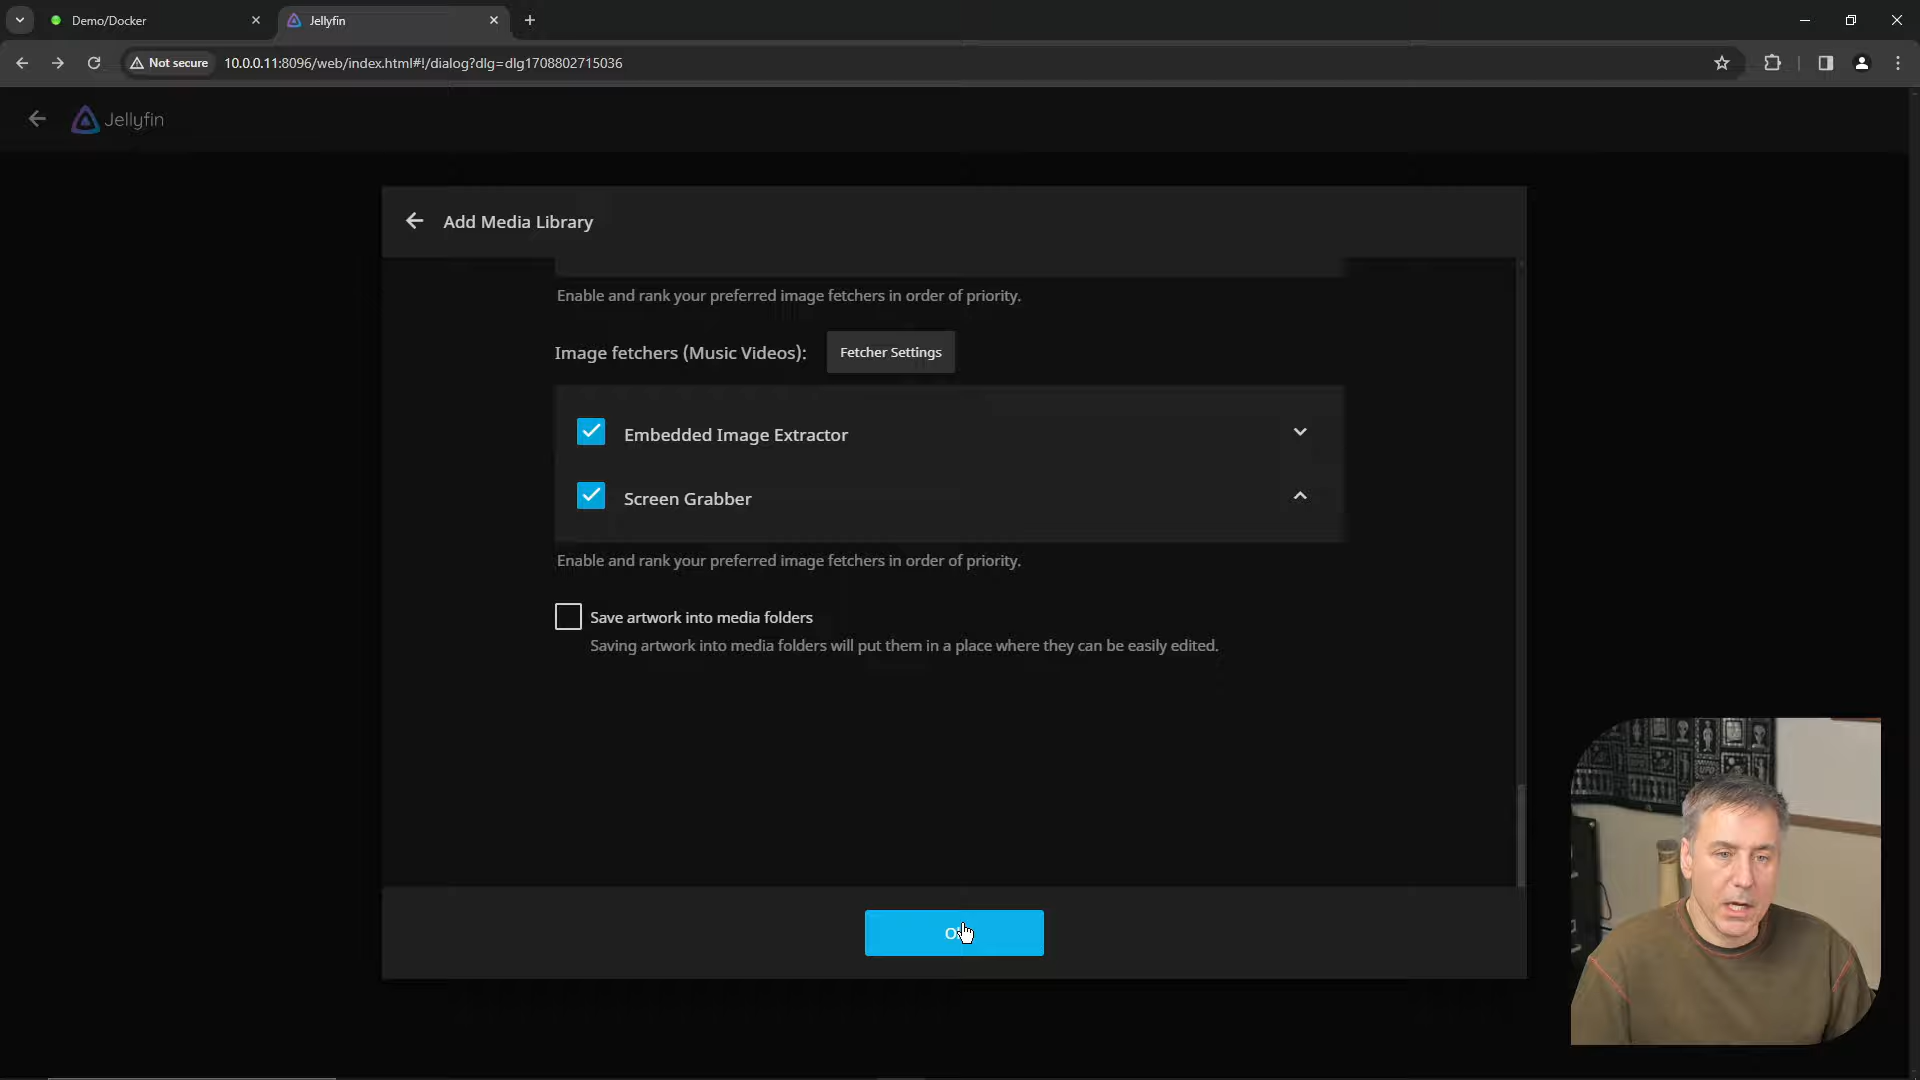 Demo/Docker
Jellyfin
Not secure
10.0.0.11:8096/web/index.html#!/dialog?dlg=dlg1708802715036
Jellyfin
Add Media Library
Enable and rank your preferred image fetchers in order of priority.
Image fetchers (Music Videos):
Fetcher Settings
Embedded Image Extractor
Screen Grabber
Enable and rank your preferred image fetchers in order of priority.
Save artwork into media folders
Saving artwork into media folders will put them in a place where they can be easily edited.